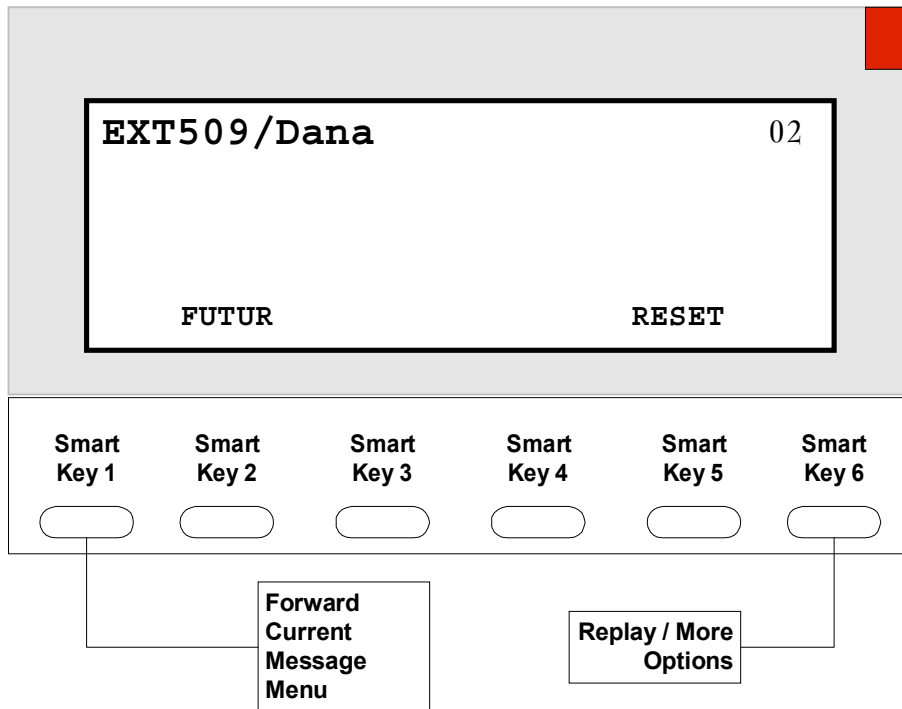 EXT509/Dana 02
FUTUR RESET
Smart Key 1
Smart Key 2
Smart Key 3
Smart Key 4
Smart Key 5
Smart Key 6
Forward
Current
Message
Menu
Replay / More
Options